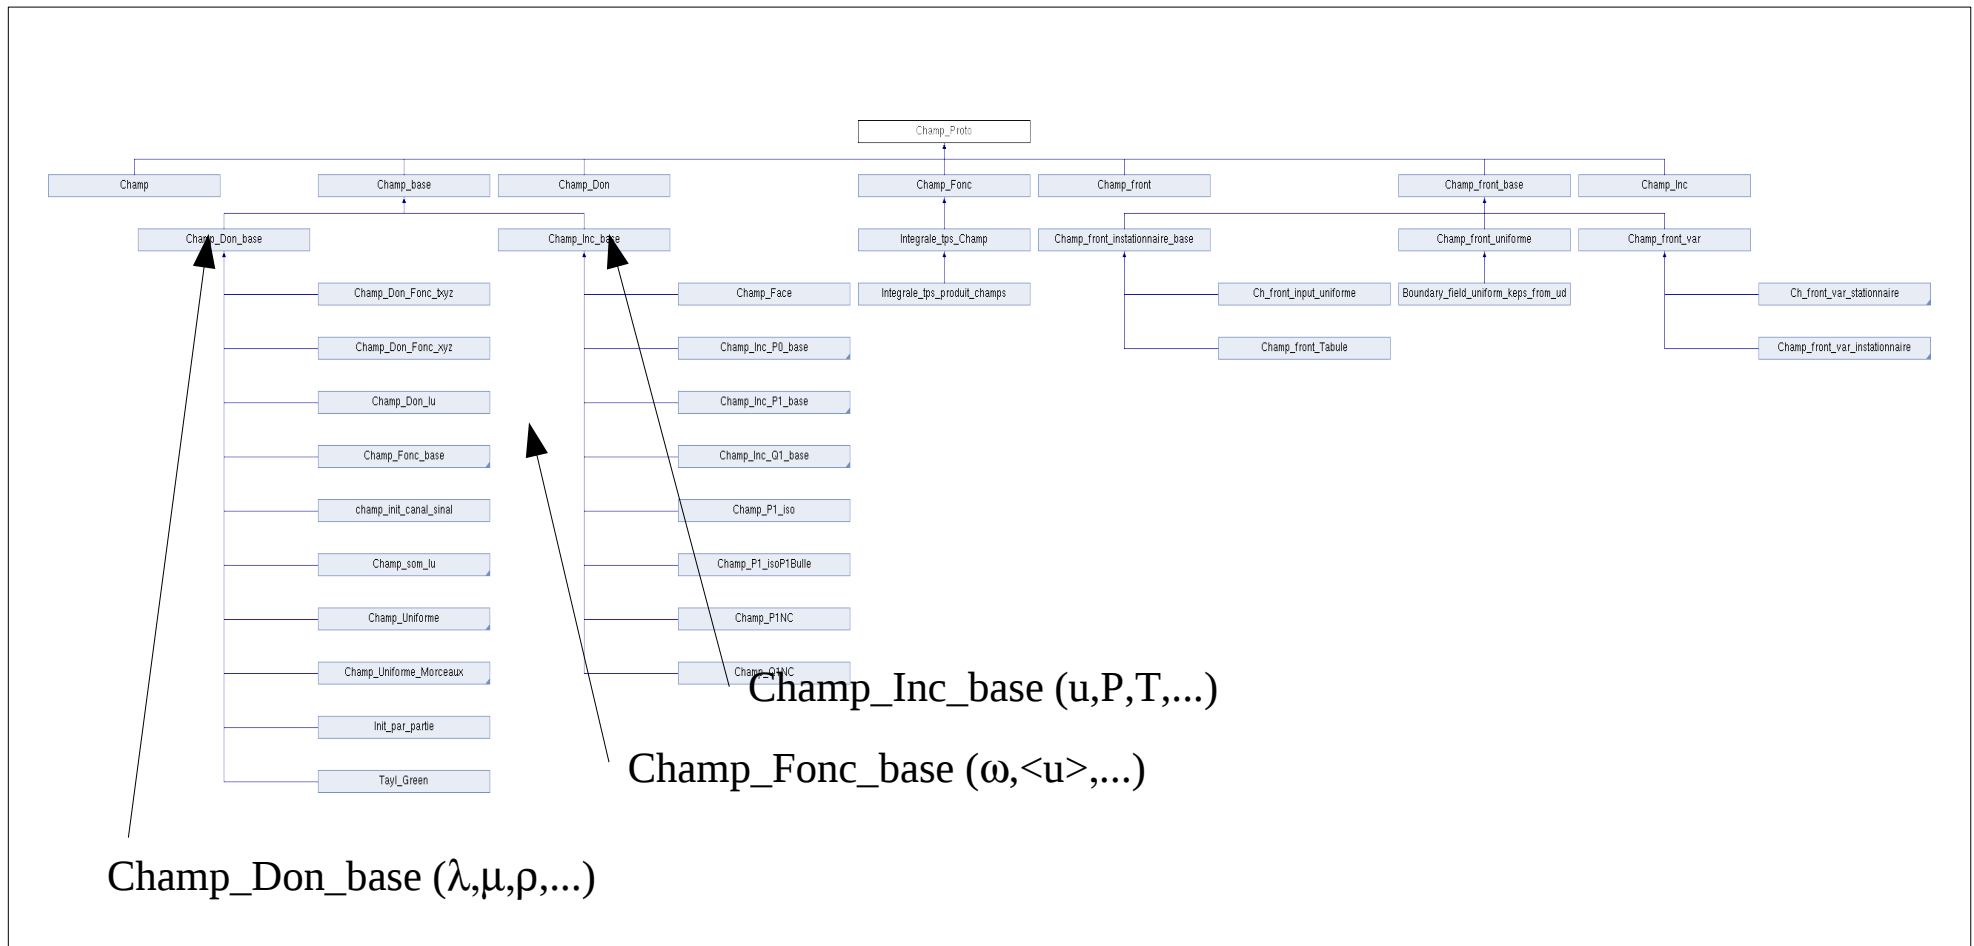 Champ_Proto
Champ
Champ_base
Champ_Don
Champ_Fonc
Champ_front
Champ_front_base
Champ_Inc
Champ_Don_base
Champ_Inc_base
Integrale_tps_Champ
Champ_front_instationnaire_base
Champ_front_uniforme
Champ_front_var
Champ_Don_Fonc_txyz
Champ_Face
Integrale_tps_produit_champs
Ch_front_input_uniforme
Boundary_field_uniform_keps_from_ud
Ch_front_var_stationnaire
Champ_Don_Fonc_xyz
Champ_Inc_P0_base
Champ_front_Tabule
Champ_front_var_instationnaire
Champ_Don_lu
Champ_Inc_P1_base
Champ_Fonc_base
Champ_Inc_Q1_base
champ_init_canal_sinal
Champ_P1_iso
Champ_som_lu
Champ_P1_isoP1Bulle
Champ_Uniforme
Champ_P1NC
Champ_Uniforme_Morceaux
Champ_Q1NC
Champ_Inc_base (u,P,T,...)
Init_par_partie
Champ_Fonc_base (ω,<u>,...)
Tayl_Green
Champ_Don_base (λ,μ,ρ,...)